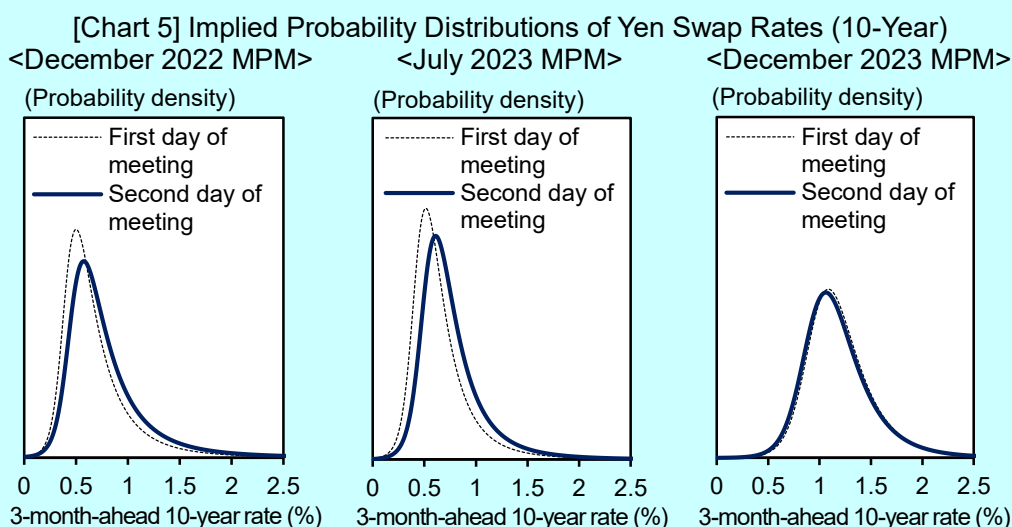 [Chart 5] Implied Probability Distributions of Yen Swap Rates (10-Year)
<December 2022 MPM>
(Probability density)
First day of
meeting
Second day of
meeting
0 0.5 1 1.5 2 2.5
3-month-ahead 10-year rate (%)
<July 2023 MPM>
(Probability density)
First day of
meeting
Second day of
meeting
0 0.5 1 1.5 2 2.5
3-month-ahead 10-year rate (%)
<December 2023 MPM>
(Probability density)
First day of
meeting
Second day of
meeting
0 0.5 1 1.5 2 2.5
3-month-ahead 10-year rate (%)